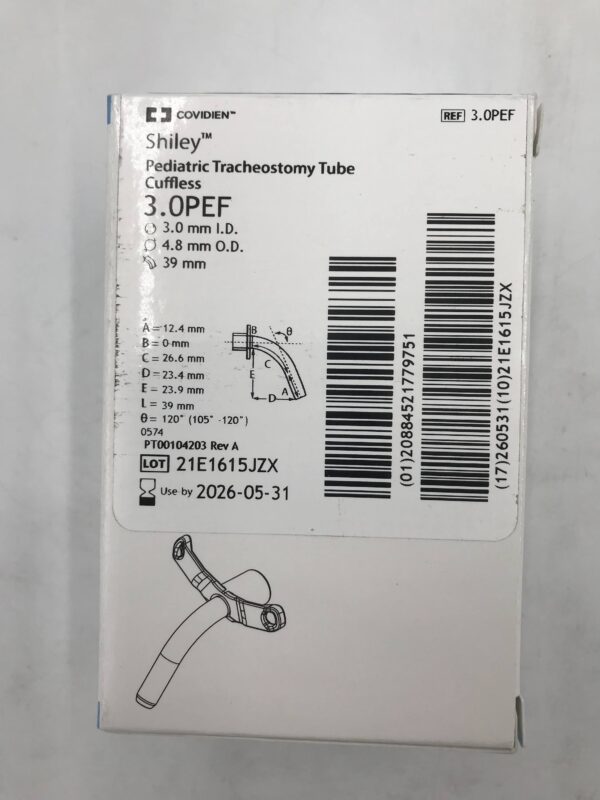 COVIDIEN™
REF 3.0PEF
Shiley™
Pediatric Tracheostomy Tube
Cuffless
3.0PEF
3.0 mm I.D.
4.8 mm O.D.
39 mm
A = 12.4 mm
B = 0 mm
C = 26.6 mm
D = 23.4 mm
E = 23.9 mm
L = 39 mm
θ = 120° (105° -120°)
B
θ
C
E
A
D
0574
PT00104203 Rev A
LOT 21E1615JZX
Use by 2026-05-31
(01)20884521779751
(17)260531(10)21E1615JZX